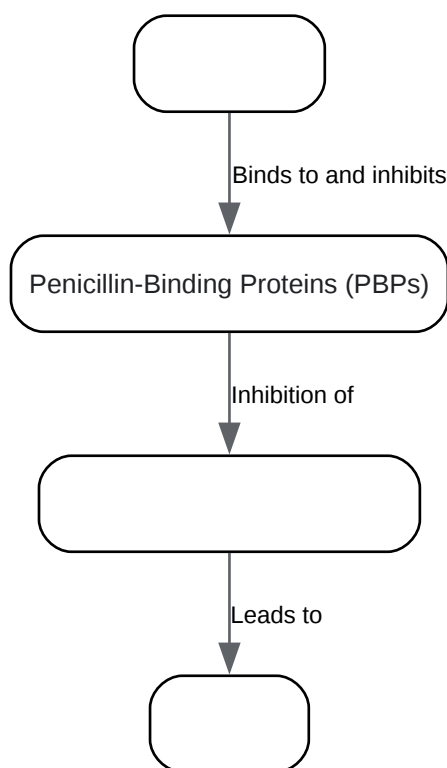 Binds to and inhibits
Penicillin-Binding Proteins (PBPs)
Inhibition of
Leads to